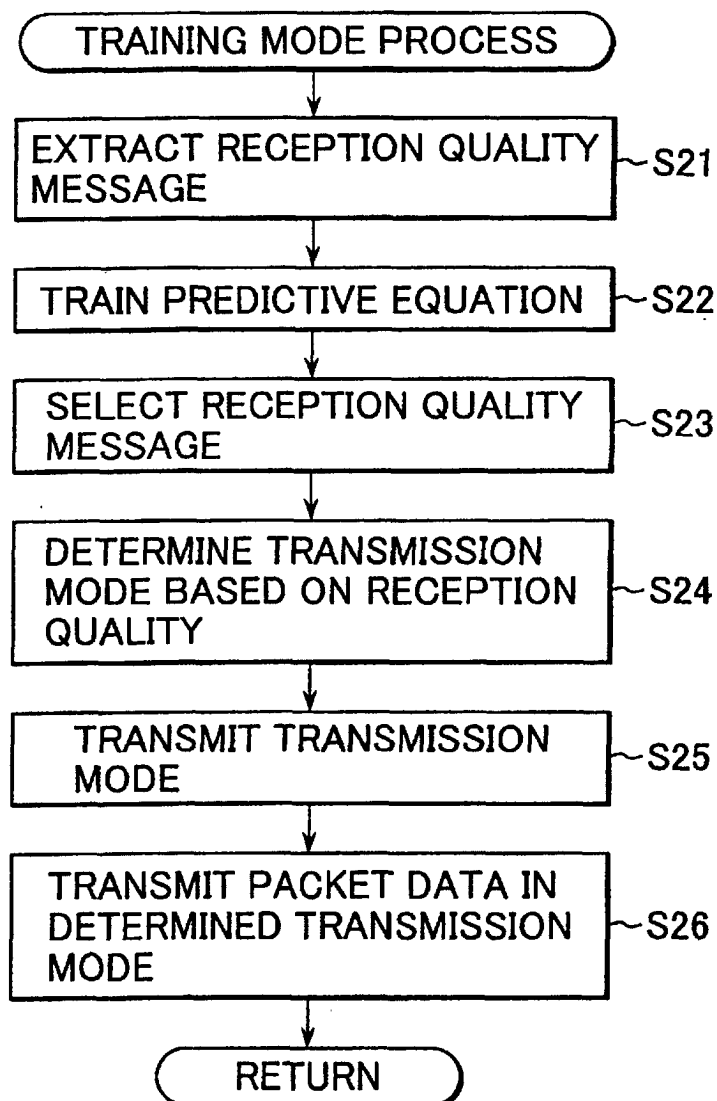 TRAINING MODE PROCESS
EXTRACT RECEPTION QUALITY
MESSAGE
S21
TRAIN PREDICTIVE EQUATION
S22
SELECT RECEPTION QUALITY
MESSAGE
S23
DETERMINE TRANSMISSION
MODE BASED ON RECEPTION
QUALITY
S24
TRANSMIT TRANSMISSION
MODE
S25
TRANSMIT PACKET DATA IN
DETERMINED TRANSMISSION
MODE
S26
RETURN